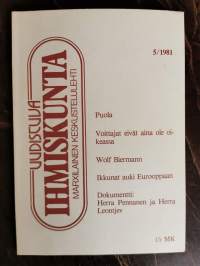 UUDISTUVA
IHMISKUNTA
MARXILAINEN KESKUSTELULEHTI
5/1981
Puola
Voittajat eivät aina ole oi-
keassa
Wolf Biermann
Ikkunat auki Eurooppaan
Dokumentti:
Herra Pennanen ja Herra
Leontjev
15 MK